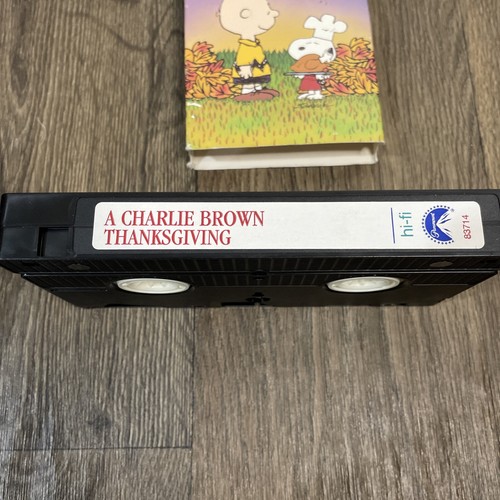 A CHARLIE BROWN
THANKSGIVING
hi-fi
83714